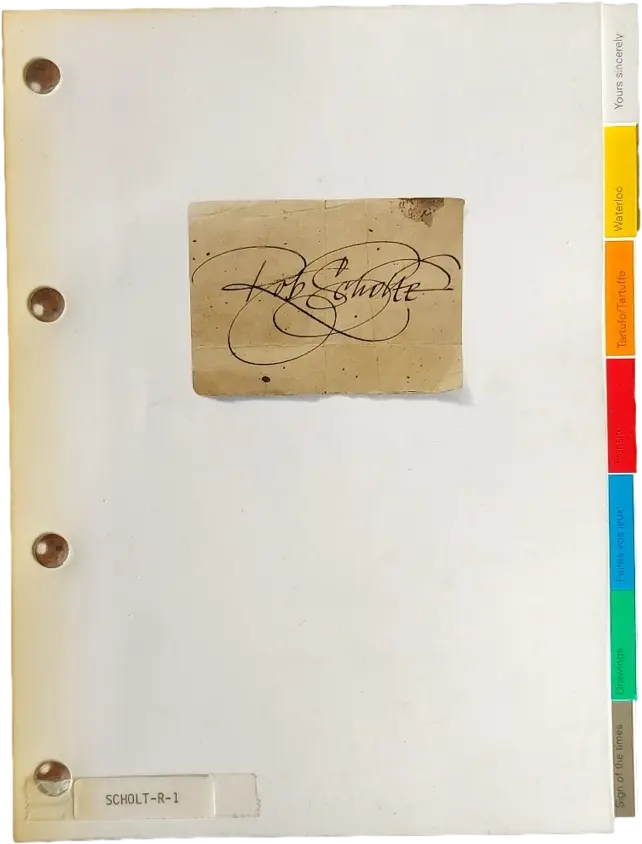 Rob Scholte
Yours sincerely
Waterloo
Tartufo/Tartuffe
Faites vos jeux!
Drawings
Sign of the times
SCHOLT-R-1